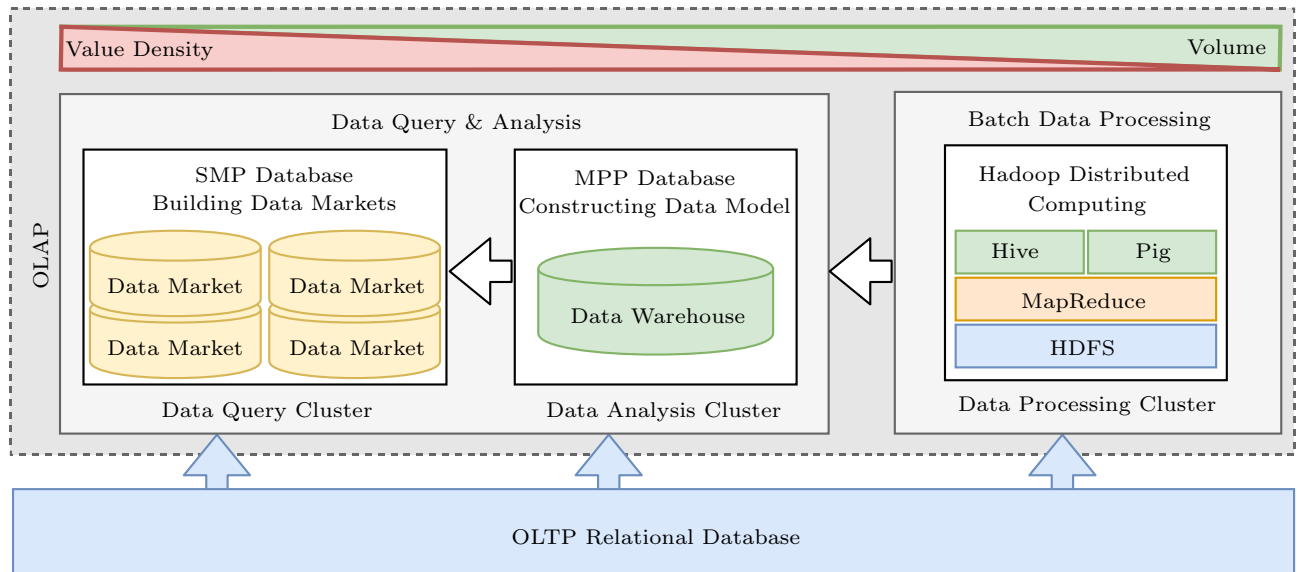 Value Density
Volume
OLAP
Data Query & Analysis
SMP Database
Building Data Markets
Data Market
Data Market
Data Market
Data Market
Data Query Cluster
MPP Database
Constructing Data Model
Data Warehouse
Data Analysis Cluster
Batch Data Processing
Hadoop Distributed
Computing
Hive
Pig
MapReduce
HDFS
Data Processing Cluster
OLTP Relational Database